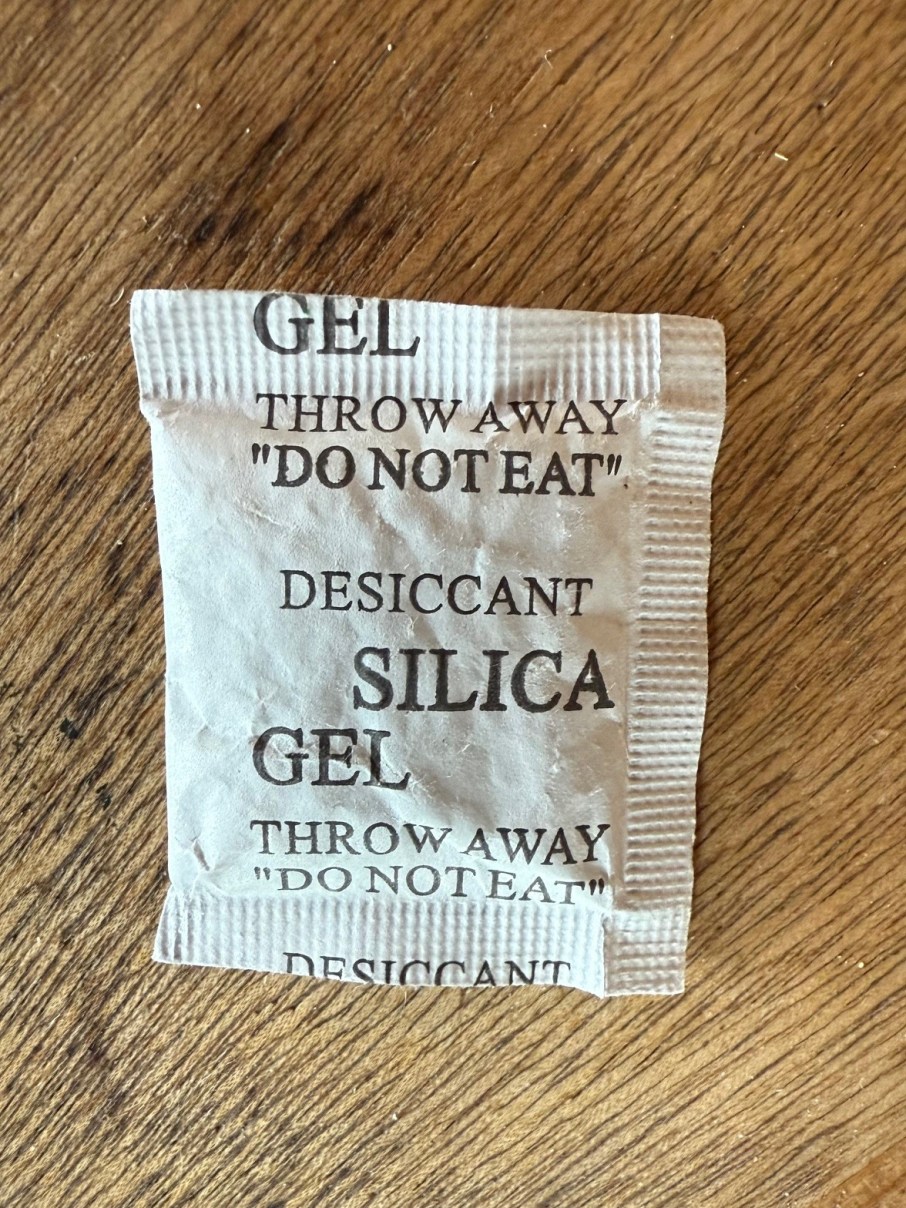 GEL
THROW AWAY
"DO NOT EAT"
DESICCANT
SILICA
GEL
THROW AWAY
"DO NOT EAT"
DESICCANT